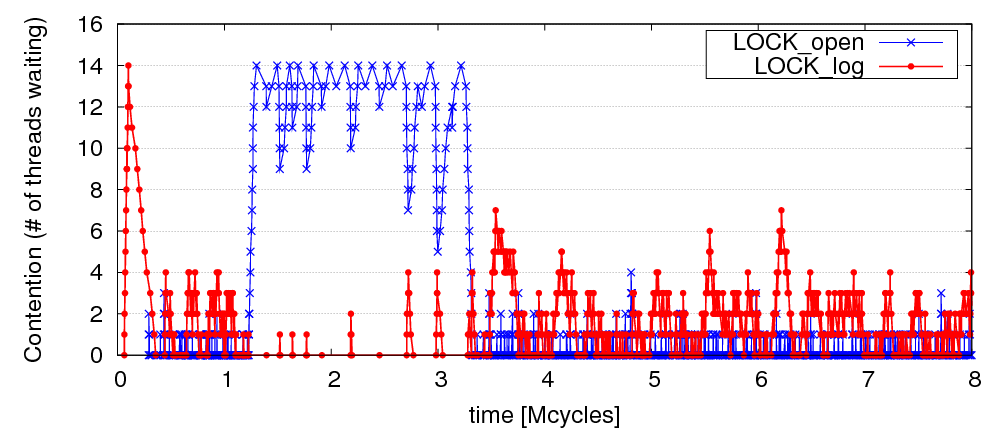 Contention (# of threads waiting)
16
14
12
10
8
6
4
2
0
LOCK_open
LOCK_log
0 1 2 3 4 5 6 7 8
time [Mcycles]